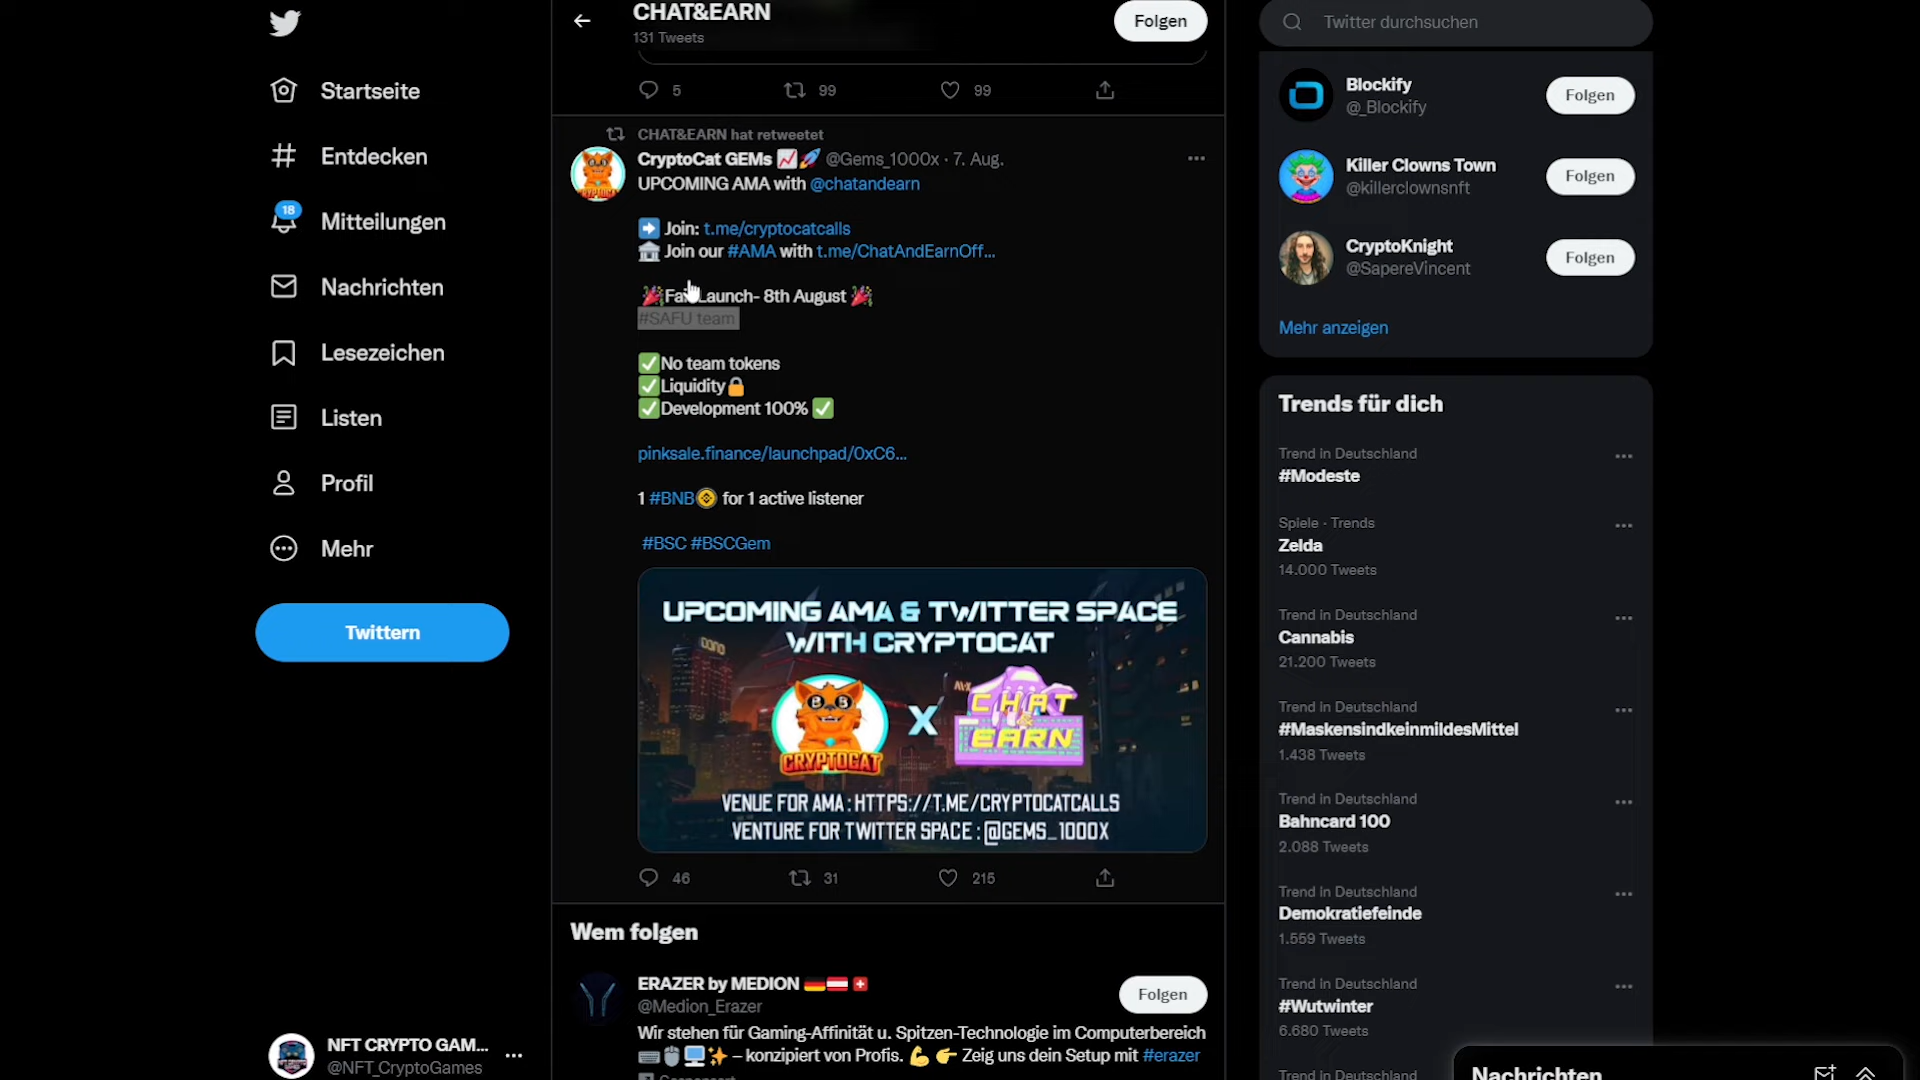 Startseite
Entdecken
18
Mitteilungen
Nachrichten
Lesezeichen
Listen
Profil
Mehr
Twittern
NFT CRYPTO GAM...
@NFT_CryptoGames
CHAT&EARN
131 Tweets
Folgen
5
99
99
CHAT&EARN hat retweetet
CryptoCat GEMs 📈🚀 @Gems_1000x · 7. Aug.
UPCOMING AMA with @chatandearn
➡️ Join: t.me/cryptocatcalls
🏛️ Join our #AMA with t.me/ChatAndEarnOff...
🎉Fair Launch- 8th August 🎉
#SAFU team
✅No team tokens
✅Liquidity🔒
✅Development 100% ✅
pinksale.finance/launchpad/0xC6...
1 #BNB for 1 active listener
#BSC #BSCGem
UPCOMING AMA & TWITTER SPACE
WITH CRYPTOCAT
CRYPTOCAT
X
CHAT
EARN
VENUE FOR AMA : HTTPS://T.ME/CRYPTOCATCALLS
VENTURE FOR TWITTER SPACE : @GEMS_1000X
46
31
215
Wem folgen
ERAZER by MEDION 🇩🇪🇦🇹🇨🇭
@Medion_Erazer
Folgen
Wir stehen für Gaming-Affinität u. Spitzen-Technologie im Computerbereich
⌨️🖱️🖥️✨ – konzipiert von Profis. 💪 👉 Zeig uns dein Setup mit #erazer
Twitter durchsuchen
Blockify
@_Blockify
Folgen
Killer Clowns Town
@killerclownsnft
Folgen
CryptoKnight
@SapereVincent
Folgen
Mehr anzeigen
Trends für dich
Trend in Deutschland
#Modeste
Spiele · Trends
Zelda
14.000 Tweets
Trend in Deutschland
Cannabis
21.200 Tweets
Trend in Deutschland
#MaskensindkeinmildesMittel
1.438 Tweets
Trend in Deutschland
Bahncard 100
2.088 Tweets
Trend in Deutschland
Demokratiefeinde
1.559 Tweets
Trend in Deutschland
#Wutwinter
6.680 Tweets
Trend in Deutschland
Nachrichten